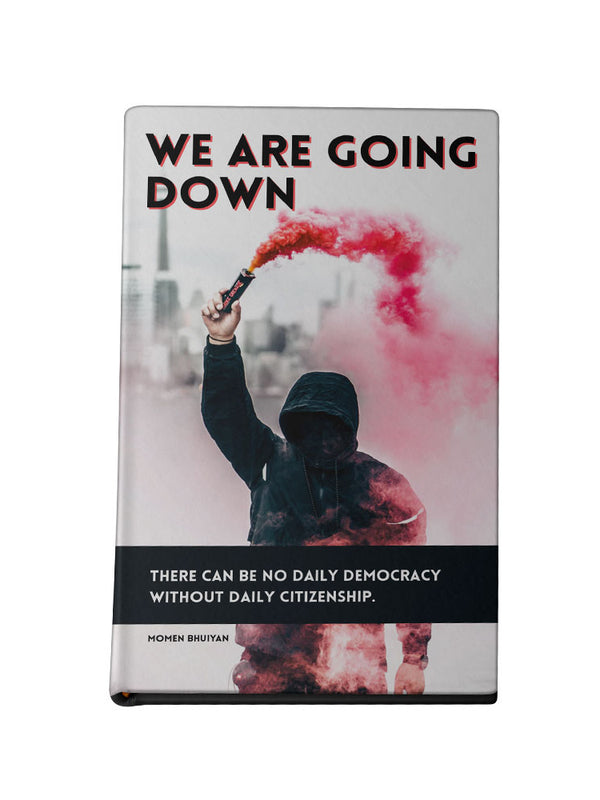 WE ARE GOING
DOWN
THERE CAN BE NO DAILY DEMOCRACY
WITHOUT DAILY CITIZENSHIP.
MOMEN BHUIYAN